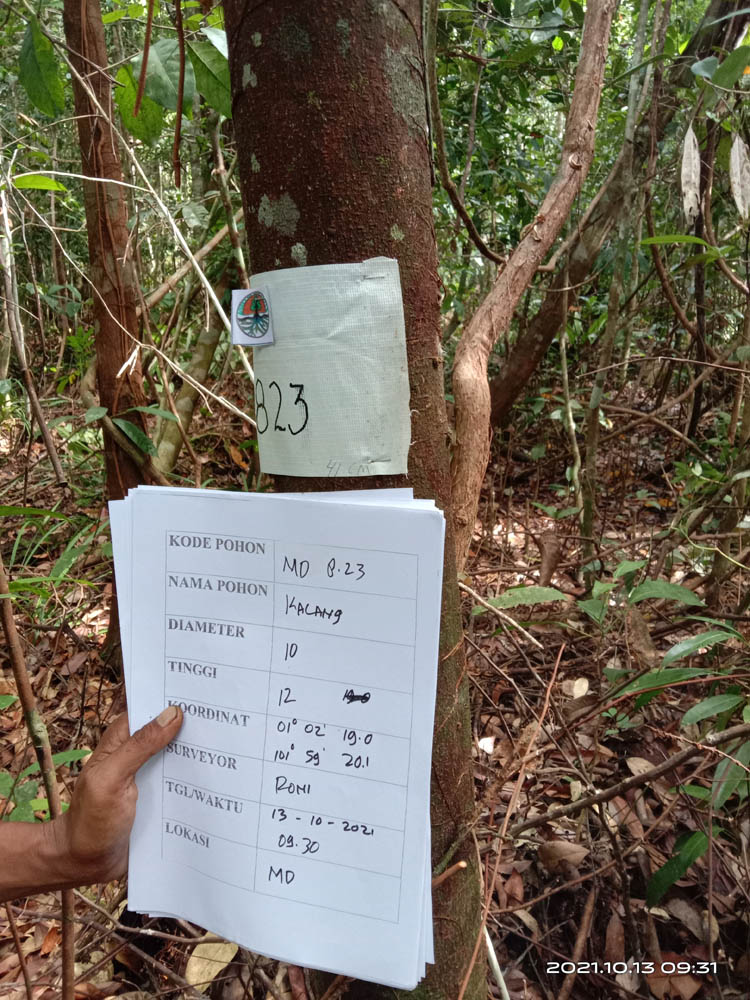 823
41 CM
KODE POHON MD 8.23
NAMA POHON KALANG
DIAMETER 10
TINGGI 12
KOORDINAT 01° 02' 19.0
101° 59' 20.1
SURVEYOR RONI
TGL/WAKTU 13-10-2021
09.30
LOKASI MD
2021.10.13 09:31